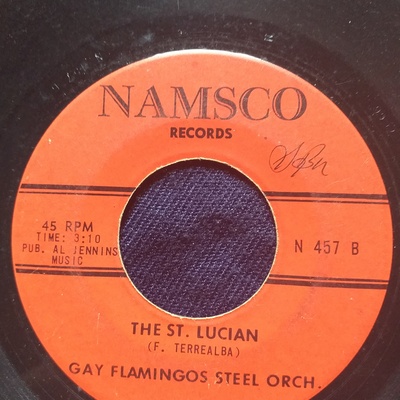 NAMSCO
RECORDS
45 RPM
TIME: 3:10
PUB. AL JENNINS
MUSIC
N 457 B
THE ST. LUCIAN
(F. TERREALBA)
GAY FLAMINGOS STEEL ORCH.